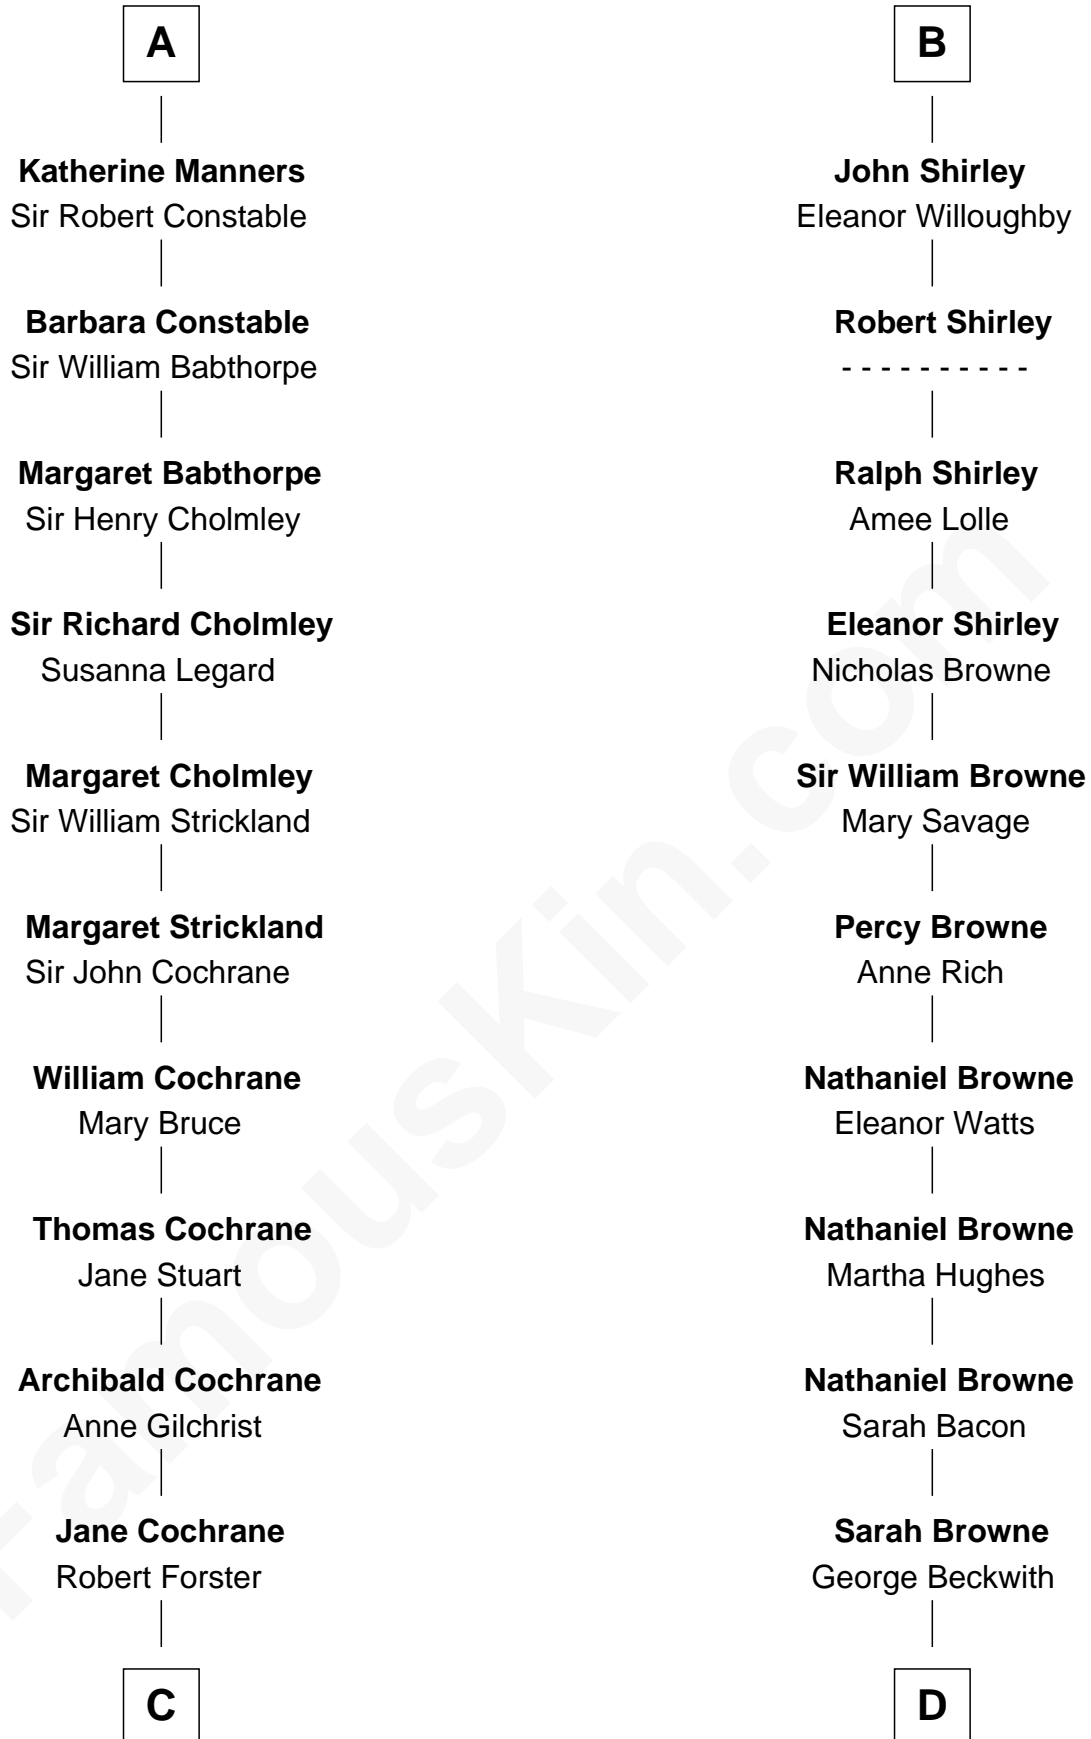 A
Katherine Manners
Sir Robert Constable
Barbara Constable
Sir William Babthorpe
Margaret Babthorpe
Sir Henry Cholmley
Sir Richard Cholmley
Susanna Legard
Margaret Cholmley
Sir William Strickland
Margaret Strickland
Sir John Cochrane
William Cochrane
Mary Bruce
Thomas Cochrane
Jane Stuart
Archibald Cochrane
Anne Gilchrist
Jane Cochrane
Robert Forster
C
B
John Shirley
Eleanor Willoughby
Robert Shirley
- - - - - - - - - -
Ralph Shirley
Amee Lolle
Eleanor Shirley
Nicholas Browne
Sir William Browne
Mary Savage
Percy Browne
Anne Rich
Nathaniel Browne
Eleanor Watts
Nathaniel Browne
Martha Hughes
Nathaniel Browne
Sarah Bacon
Sarah Browne
George Beckwith
D
FamousKin.com